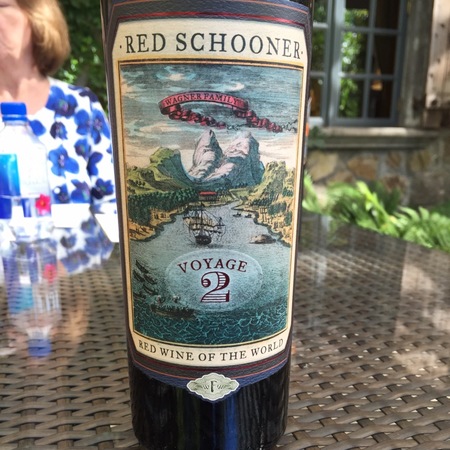 · RED SCHOONER ·
WAGNER FAMILY
VOYAGE
2
RED WINE OF THE WORLD